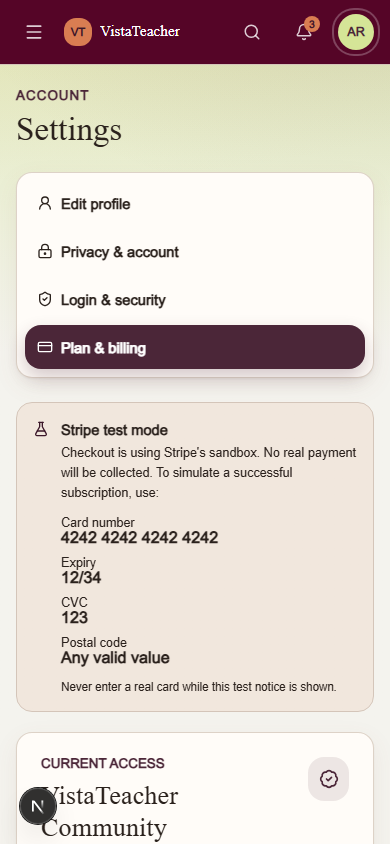 VT VistaTeacher 3 AR
ACCOUNT
Settings
Edit profile
Privacy & account
Login & security
Plan & billing
Stripe test mode
Checkout is using Stripe's sandbox. No real payment
will be collected. To simulate a successful
subscription, use:
Card number
4242 4242 4242 4242
Expiry
12/34
CVC
123
Postal code
Any valid value
Never enter a real card while this test notice is shown.
CURRENT ACCESS
VistaTeacher
N
Community